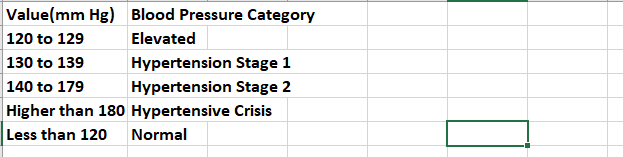 Value(mm Hg) Blood Pressure Category
120 to 129 Elevated
130 to 139 Hypertension Stage 1
140 to 179 Hypertension Stage 2
Higher than 180 Hypertensive Crisis
Less than 120 Normal